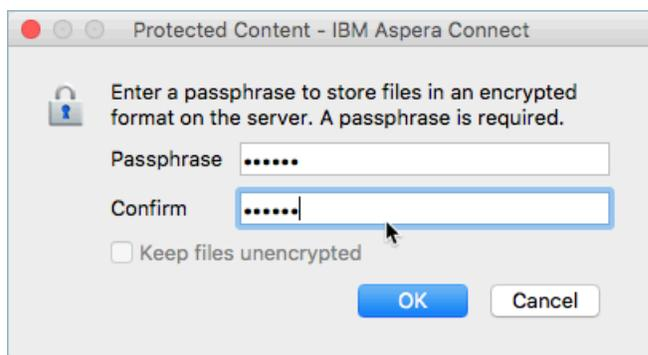 Protected Content - IBM Aspera Connect
Enter a passphrase to store files in an encrypted
format on the server. A passphrase is required.
Passphrase ••••••
Confirm ••••••
Keep files unencrypted
OK Cancel